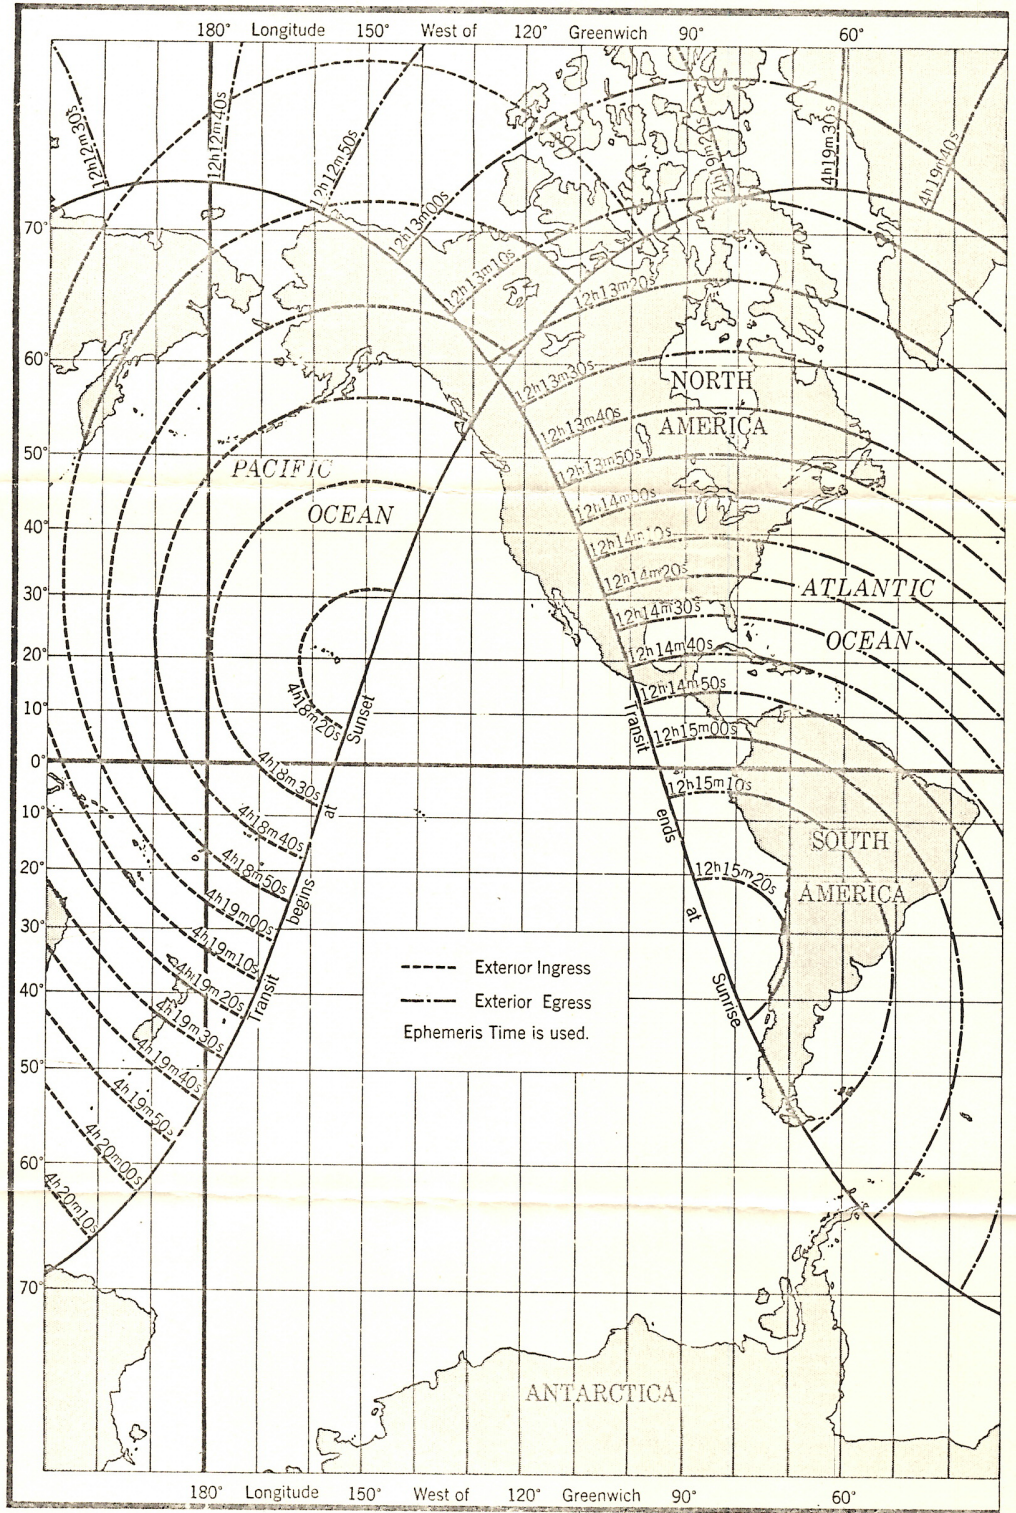 180° Longitude 150° West of 120° Greenwich 90° 60°
12h12m30s
12h12m40s
12h12m50s
12h13m00s
12h13m10s
4h19m20s
4h19m30s
4h19m40s
70°
12h13m20s
60°
12h13m30s
NORTH
AMERICA
12h13m40s
50°
12h13m50s
PACIFIC
OCEAN
12h14m00s
40°
12h14m10s
30°
12h14m20s
ATLANTIC
OCEAN
12h14m30s
20°
12h14m40s
12h14m50s
4h18m20s
10°
12h15m00s
0°
4h18m30s
12h15m10s
10°
4h18m40s
SOUTH
AMERICA
20°
4h18m50s
12h15m20s
4h19m00s
30°
4h19m10s
Transit begins at Sunset
Transit ends at Sunrise
Exterior Ingress
Exterior Egress
Ephemeris Time is used.
4h19m20s
40°
4h19m30s
4h19m40s
50°
4h19m50s
4h20m00s
60°
4h20m10s
70°
ANTARCTICA
180° Longitude 150° West of 120° Greenwich 90° 60°